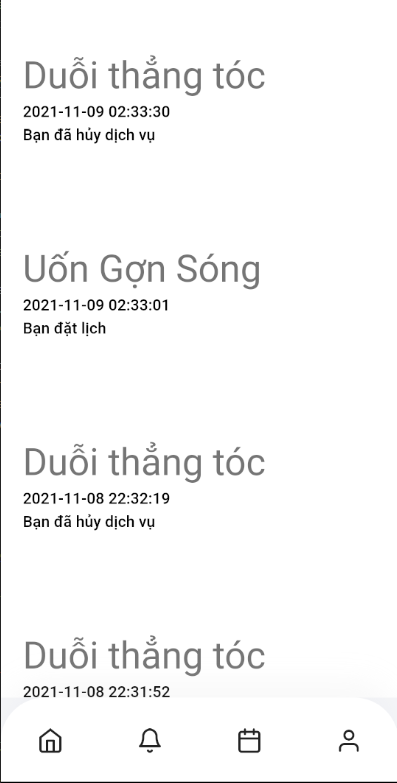 Duỗi thẳng tóc
2021-11-09 02:33:30
Bạn đã hủy dịch vụ
Uốn Gợn Sóng
2021-11-09 02:33:01
Bạn đặt lịch
Duỗi thẳng tóc
2021-11-08 22:32:19
Bạn đã hủy dịch vụ
Duỗi thẳng tóc
2021-11-08 22:31:52